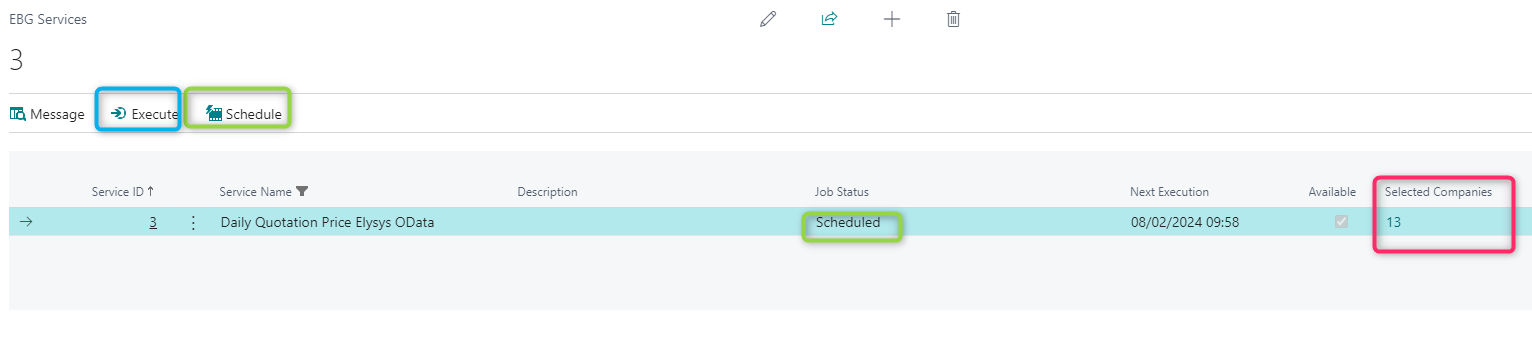 EBG Services
3
Message Execute Schedule
Service ID Service Name Description Job Status Next Execution Available Selected Companies
3 Daily Quotation Price Elysys OData Scheduled 08/02/2024 09:58 13